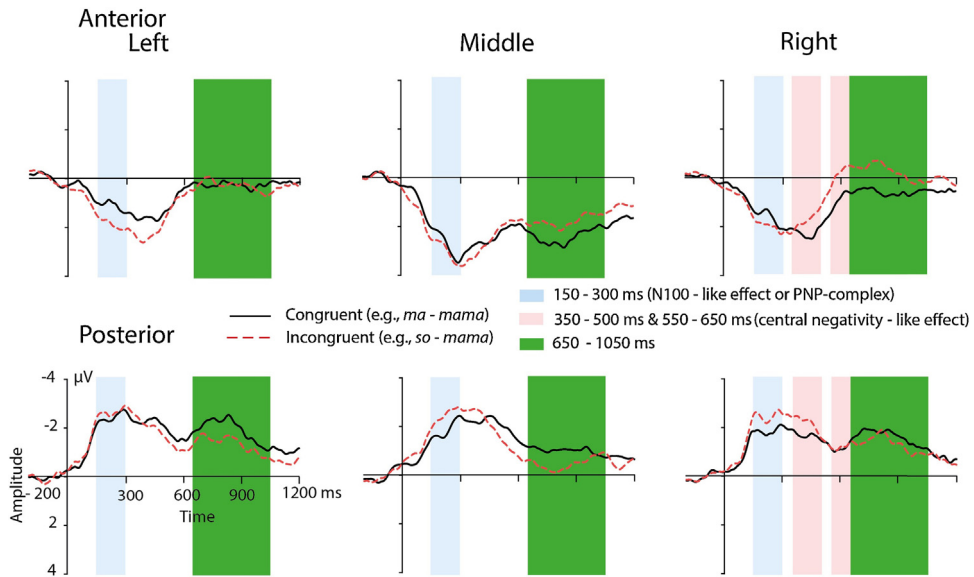 Anterior
Left
Middle
Right
150 - 300 ms (N100 - like effect or PNP-complex)
Congruent (e.g., ma - mama)
350 - 500 ms & 550 - 650 ms (central negativity - like effect)
Posterior
Incongruent (e.g., so - mama)
650 - 1050 ms
-4
μV
-2
Amplitude
- 200
300
600
900
1200 ms
Time
2
4